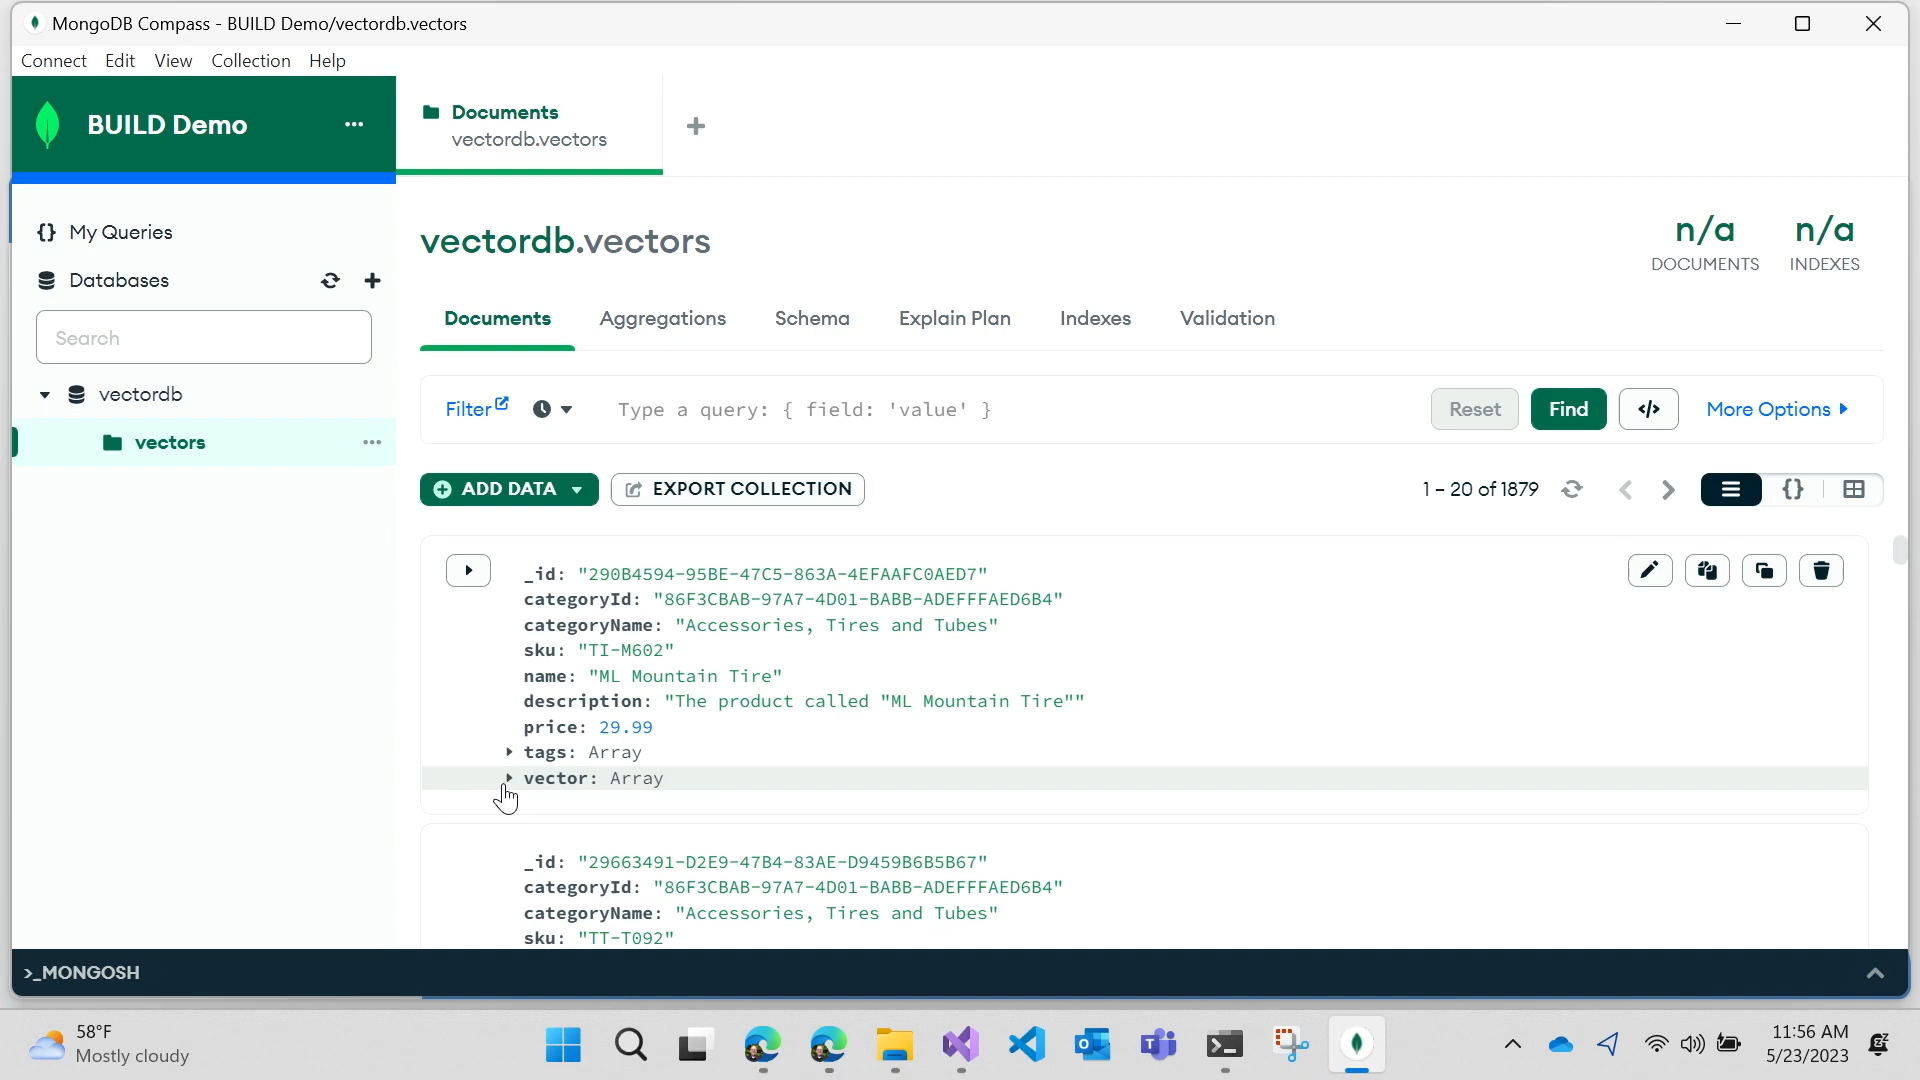 MongoDB Compass - BUILD Demo/vectordb.vectors
Connect Edit View Collection Help
BUILD Demo
Documents
vectordb.vectors
My Queries
Databases
Search
vectordb
vectors
vectordb.vectors
n/a
DOCUMENTS
n/a
INDEXES
Documents Aggregations Schema Explain Plan Indexes Validation
Filter Type a query: { field: 'value' } Reset Find </> More Options
ADD DATA EXPORT COLLECTION 1 – 20 of 1879 {}
_id: "290B4594-95BE-47C5-863A-4EFAAFC0AED7"
categoryId: "86F3CBAB-97A7-4D01-BABB-ADEFFFAED6B4"
categoryName: "Accessories, Tires and Tubes"
sku: "TI-M602"
name: "ML Mountain Tire"
description: "The product called "ML Mountain Tire""
price: 29.99
tags: Array
vector: Array
_id: "29663491-D2E9-47B4-83AE-D9459B6B5B67"
categoryId: "86F3CBAB-97A7-4D01-BABB-ADEFFFAED6B4"
categoryName: "Accessories, Tires and Tubes"
sku: "TT-T092"
>_MONGOSH
58°F
Mostly cloudy
11:56 AM
5/23/2023